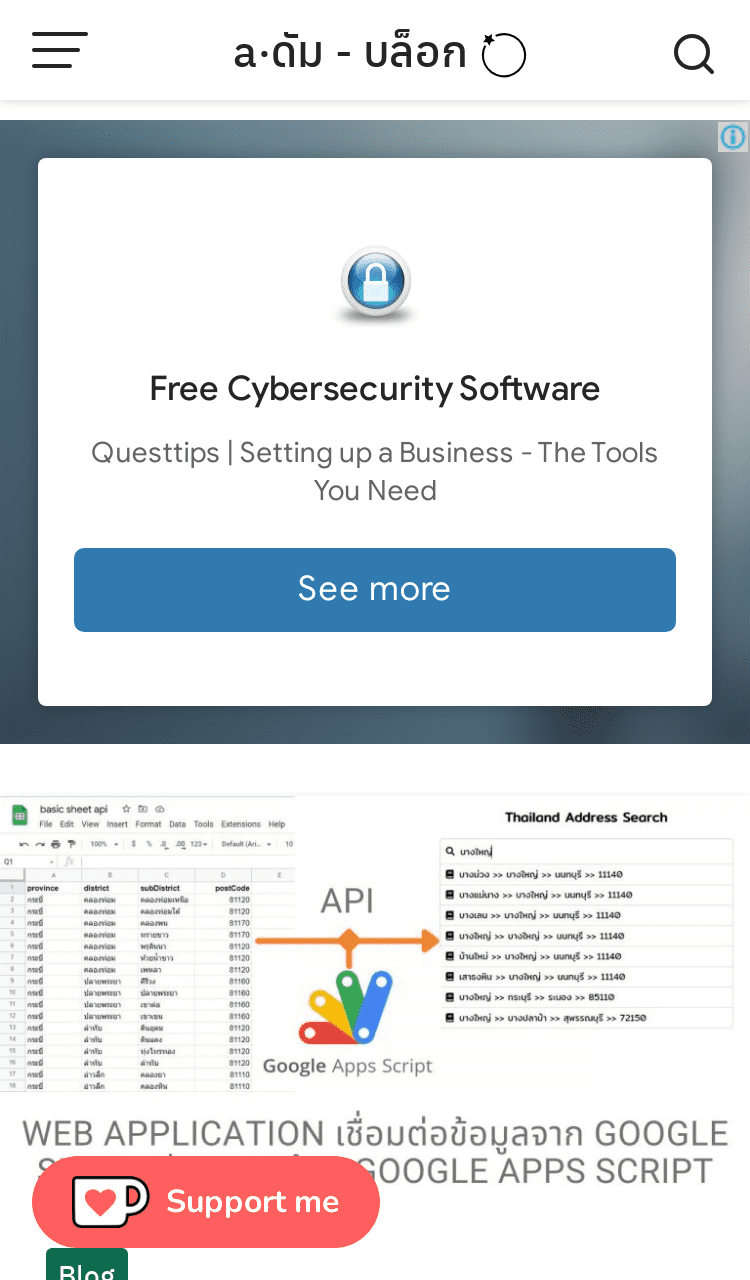 a·ดัม - บล็อก
Free Cybersecurity Software
Questtips | Setting up a Business - The Tools
You Need
See more
basic sheet api
File Edit View Insert Format Data Tools Extensions Help
100% $ % .0 .00 123 Default (Ari... 10
Q1 fx
A B C D E
1 province district subDistrict postCode
2 กระบี่ คลองท่อม คลองท่อมเหนือ 81120
3 กระบี่ คลองท่อม คลองท่อมใต้ 81120
4 กระบี่ คลองท่อม คลองพน 81170
5 กระบี่ คลองท่อม ทรายขาว 81170
6 กระบี่ คลองท่อม พรุดินนา 81120
7 กระบี่ คลองท่อม ห้วยน้ำขาว 81120
8 กระบี่ คลองท่อม เพหลา 81120
9 กระบี่ ปลายพระยา คีรีวง 81160
10 กระบี่ ปลายพระยา ปลายพระยา 81160
11 กระบี่ ปลายพระยา เขาต่อ 81160
12 กระบี่ ปลายพระยา เขาเขน 81160
13 กระบี่ ลำทับ ดินอุดม 81120
14 กระบี่ ลำทับ ดินแดง 81120
15 กระบี่ ลำทับ ทุ่งไทรทอง 81120
16 กระบี่ ลำทับ ลำทับ 81120
17 กระบี่ อ่าวลึก คลองยา 81110
18 กระบี่ อ่าวลึก คลองหิน 81110
API
Google Apps Script
Thailand Address Search
บางใหญ่
บางม่วง >> บางใหญ่ >> นนทบุรี >> 11140
บางแม่นาง >> บางใหญ่ >> นนทบุรี >> 11140
บางเลน >> บางใหญ่ >> นนทบุรี >> 11140
บางใหญ่ >> บางใหญ่ >> นนทบุรี >> 11140
บ้านใหม่ >> บางใหญ่ >> นนทบุรี >> 11140
เสาธงหิน >> บางใหญ่ >> นนทบุรี >> 11140
บางใหญ่ >> กระบุรี >> ระนอง >> 85110
บางใหญ่ >> บางปลาม้า >> สุพรรณบุรี >> 72150
WEB APPLICATION เชื่อมต่อข้อมูลจาก GOOGLE
GOOGLE APPS SCRIPT
Support me
Blog